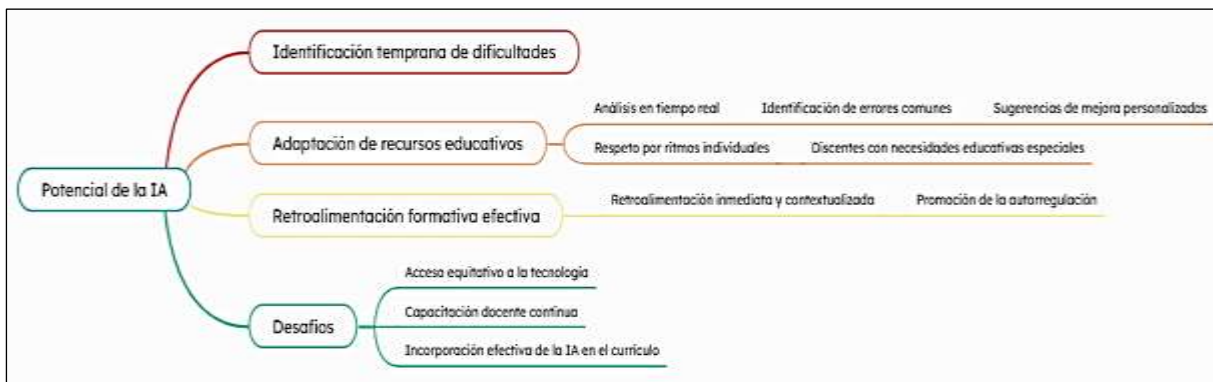 Potencial de la IA
Identificación temprana de dificultades
Adaptación de recursos educativos
Análisis en tiempo real Identificación de errores comunes Sugerencias de mejora personalizadas
Respeto por ritmos individuales Discentes con necesidades educativas especiales
Retroalimentación formativa efectiva
Retroalimentación inmediata y contextualizada Promoción de la autorregulación
Desafíos
Acceso equitativo a la tecnología
Capacitación docente continua
Incorporación efectiva de la IA en el currículo